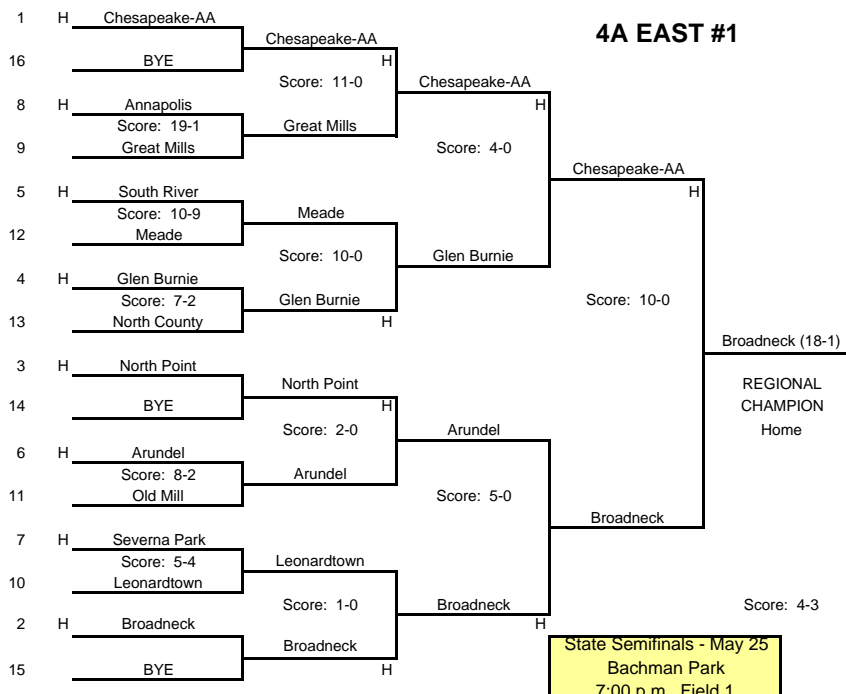 4A EAST #1
1 H Chesapeake-AA
Chesapeake-AA
16 BYE
H
Score: 11-0
Chesapeake-AA
8 H Annapolis
H
Score: 19-1
Great Mills
9 Great Mills
Score: 4-0
Chesapeake-AA
5 H South River
H
Score: 10-9
Meade
12 Meade
Score: 10-0
Glen Burnie
4 H Glen Burnie
Score: 7-2
Glen Burnie
Score: 10-0
13 North County
H
Broadneck (18-1)
3 H North Point
North Point
REGIONAL
14 BYE
H
CHAMPION
Score: 2-0
Arundel
Home
6 H Arundel
Score: 8-2
Arundel
11 Old Mill
Score: 5-0
Broadneck
7 H Severna Park
Score: 5-4
Leonardtown
10 Leonardtown
Score: 1-0
Broadneck
Score: 4-3
2 H Broadneck
H
Broadneck
15 BYE
H
State Semifinals - May 25
Bachman Park
7:00 p.m. Field 1